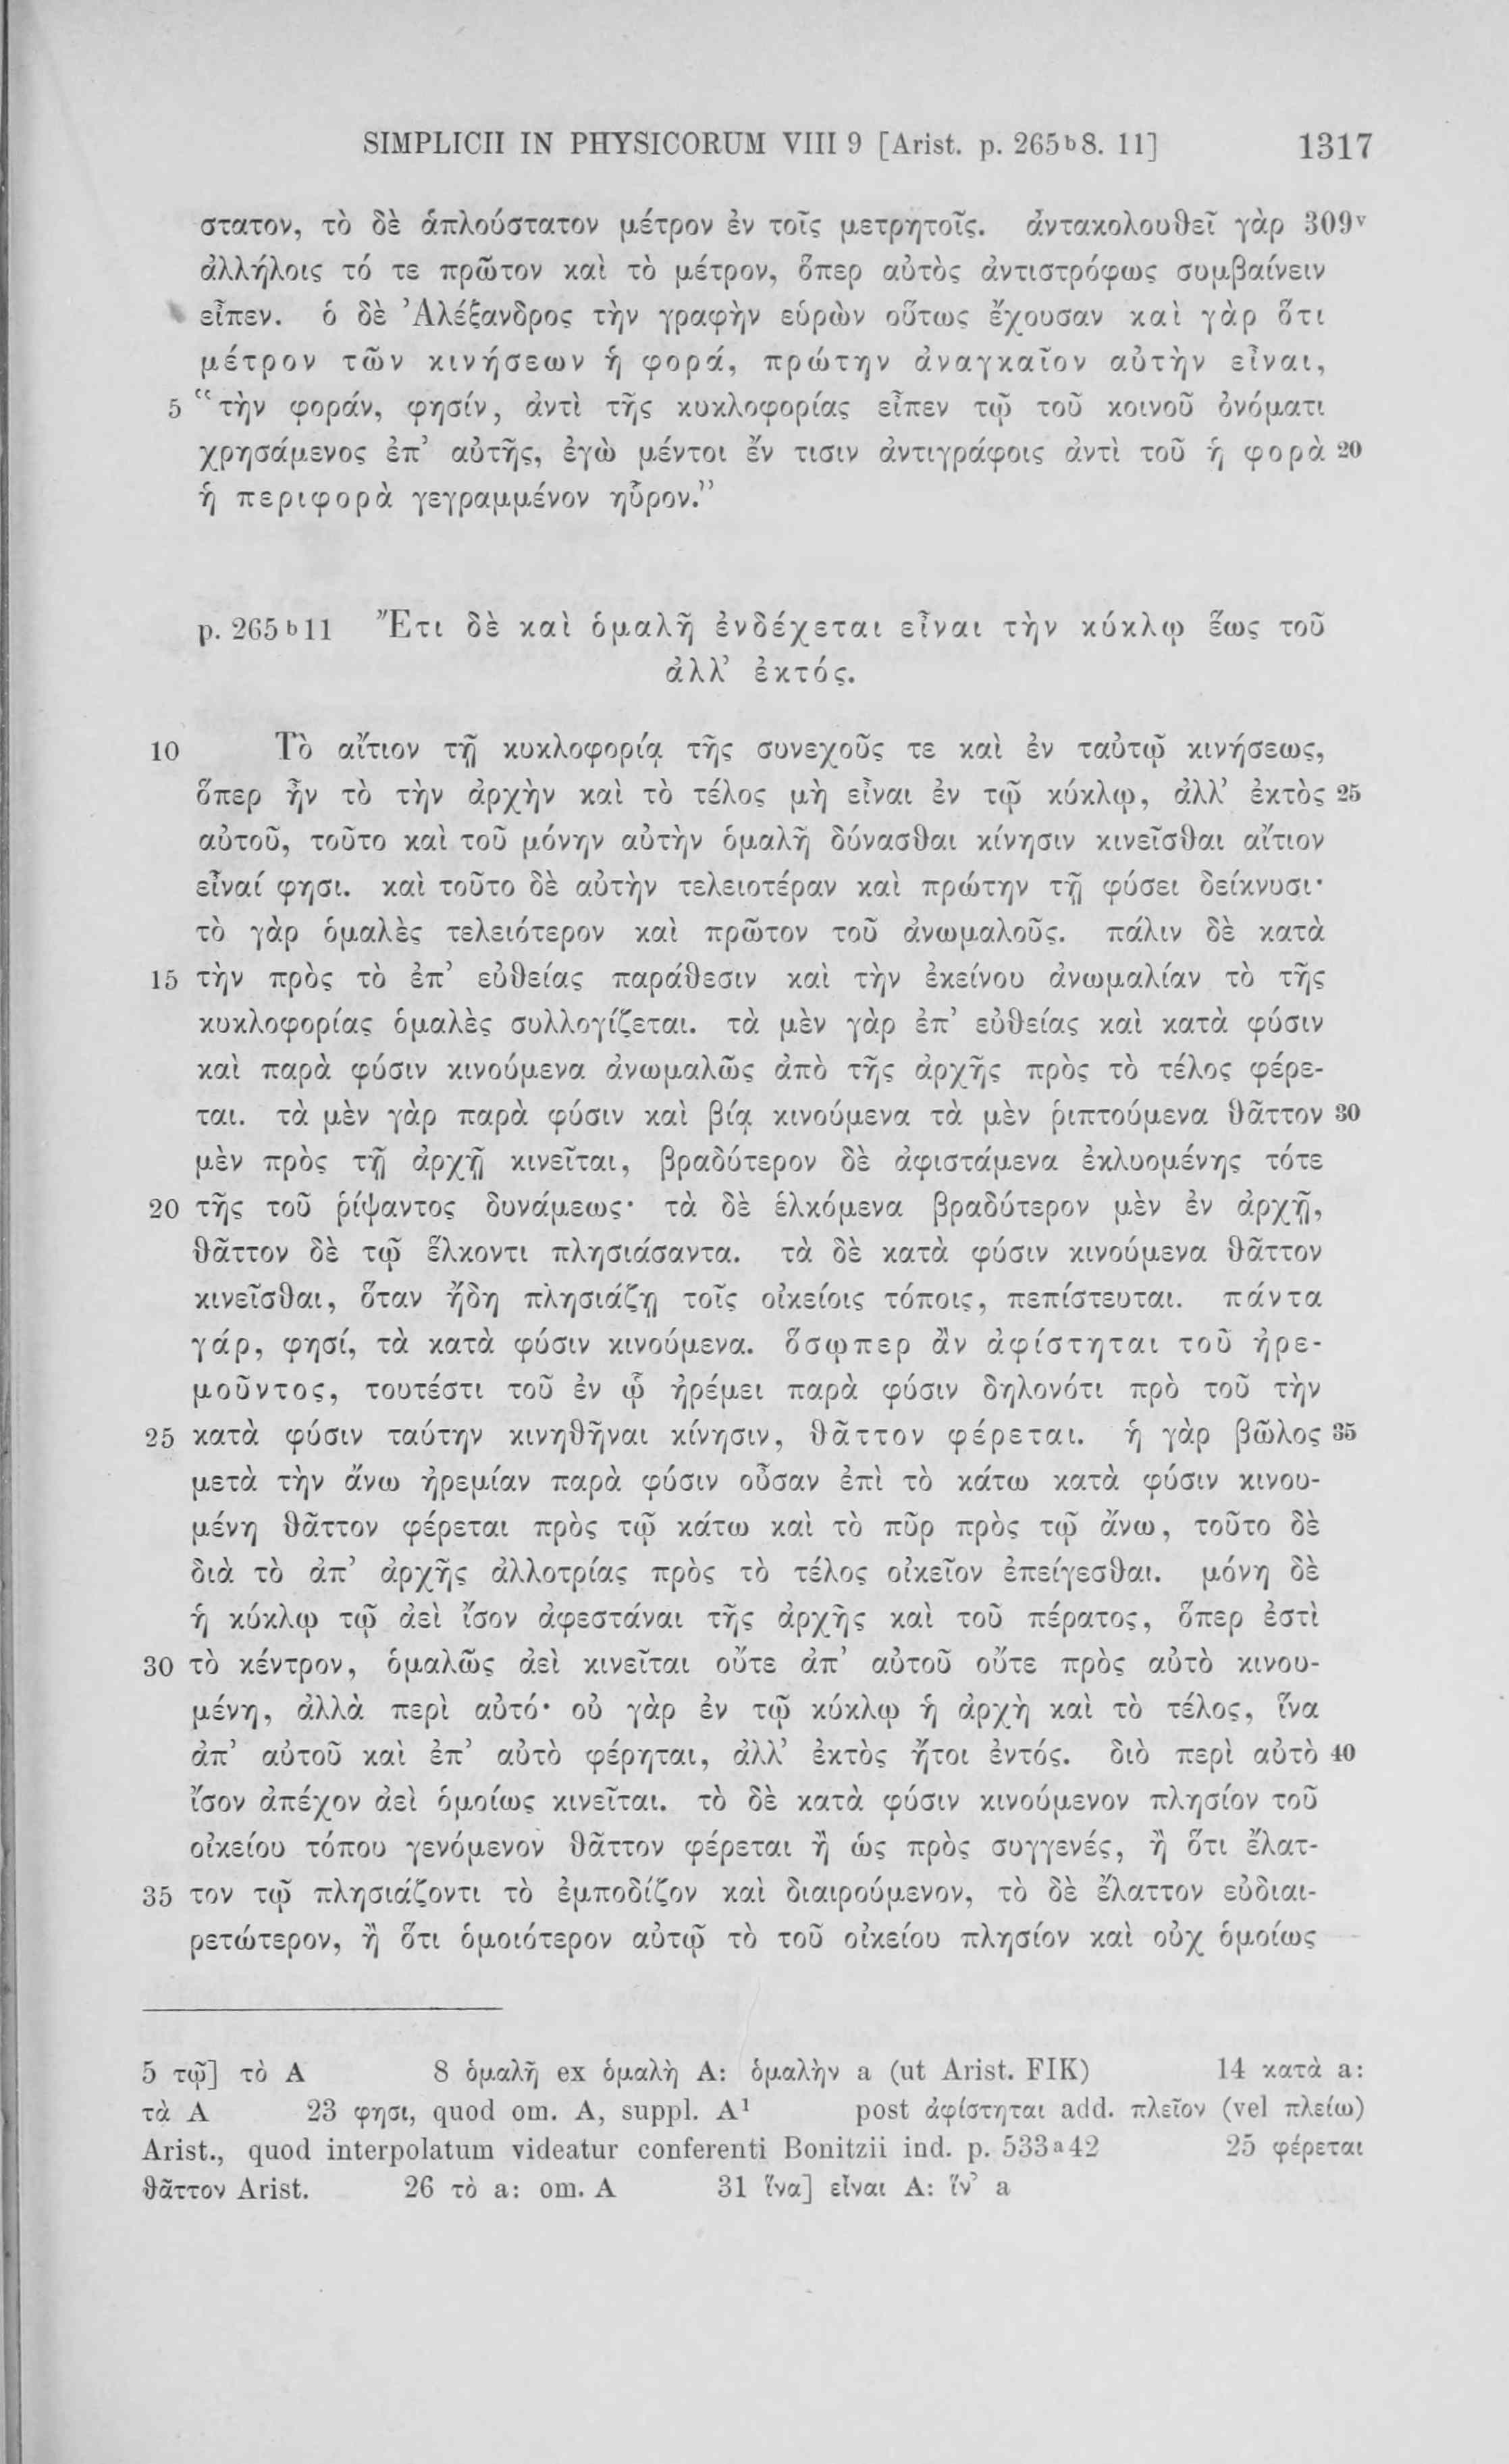 SIMPLICII IN PHYSICORUM VIII 9 [Arist. p. 265ᵇ8. 11] 1317
στατον, τὸ δὲ ἁπλούστατον μέτρον ἐν τοῖς μετρητοῖς. ἀντακολουθεῖ γὰρ 309ᵛ
ἀλλήλοις τό τε πρῶτον καὶ τὸ μέτρον, ὅπερ αὐτὸς ἀντιστρόφως συμβαίνειν
εἶπεν. ὁ δὲ Ἀλέξανδρος τὴν γραφὴν εὑρὼν οὕτως ἔχουσαν καὶ γὰρ ὅτι
μέτρον τῶν κινήσεων ἡ φορά, πρώτην ἀναγκαῖον αὐτὴν εἶναι,
5 “τὴν φοράν, φησίν, ἀντὶ τῆς κυκλοφορίας εἶπεν τῷ τοῦ κοινοῦ ὀνόματι
χρησάμενος ἐπ’ αὐτῆς, ἐγὼ μέντοι ἔν τισιν ἀντιγράφοις ἀντὶ τοῦ ἡ φορὰ 20
ἡ περιφορὰ γεγραμμένον ηὗρον.”
p. 265ᵇ11 Ἔτι δὲ καὶ ὁμαλῆ ἐνδέχεται εἶναι τὴν κύκλῳ ἕως τοῦ
ἀλλ’ ἐκτός.
10 Τὸ αἴτιον τῇ κυκλοφορίᾳ τῆς συνεχοῦς τε καὶ ἐν ταὐτῷ κινήσεως,
ὅπερ ἦν τὸ τὴν ἀρχὴν καὶ τὸ τέλος μὴ εἶναι ἐν τῷ κύκλῳ, ἀλλ’ ἐκτὸς 25
αὐτοῦ, τοῦτο καὶ τοῦ μόνην αὐτὴν ὁμαλῆ δύνασθαι κίνησιν κινεῖσθαι αἴτιον
εἶναί φησι. καὶ τοῦτο δὲ αὐτὴν τελειοτέραν καὶ πρώτην τῇ φύσει δείκνυσι·
τὸ γὰρ ὁμαλὲς τελειότερον καὶ πρῶτον τοῦ ἀνωμαλοῦς. πάλιν δὲ κατὰ
15 τὴν πρὸς τὸ ἐπ’ εὐθείας παράθεσιν καὶ τὴν ἐκείνου ἀνωμαλίαν τὸ τῆς
κυκλοφορίας ὁμαλὲς συλλογίζεται. τὰ μὲν γὰρ ἐπ’ εὐθείας καὶ κατὰ φύσιν
καὶ παρὰ φύσιν κινούμενα ἀνωμαλῶς ἀπὸ τῆς ἀρχῆς πρὸς τὸ τέλος φέρε-
ται. τὰ μὲν γὰρ παρὰ φύσιν καὶ βίᾳ κινούμενα τὰ μὲν ῥιπτούμενα θᾶττον 30
μὲν πρὸς τῇ ἀρχῇ κινεῖται, βραδύτερον δὲ ἀφιστάμενα ἐκλυομένης τότε
20 τῆς τοῦ ῥίψαντος δυνάμεως· τὰ δὲ ἑλκόμενα βραδύτερον μὲν ἐν ἀρχῇ,
θᾶττον δὲ τῷ ἕλκοντι πλησιάσαντα. τὰ δὲ κατὰ φύσιν κινούμενα θᾶττον
κινεῖσθαι, ὅταν ἤδη πλησιάζῃ τοῖς οἰκείοις τόποις, πεπίστευται. πάντα
γάρ, φησί, τὰ κατὰ φύσιν κινούμενα. ὅσῳπερ ἂν ἀφίστηται τοῦ ἠρε-
μοῦντος, τουτέστι τοῦ ἐν ᾧ ἠρέμει παρὰ φύσιν δηλονότι πρὸ τοῦ τὴν
25 κατὰ φύσιν ταύτην κινηθῆναι κίνησιν, θᾶττον φέρεται. ἡ γὰρ βῶλος 35
μετὰ τὴν ἄνω ἠρεμίαν παρὰ φύσιν οὖσαν ἐπὶ τὸ κάτω κατὰ φύσιν κινου-
μένη θᾶττον φέρεται πρὸς τῷ κάτω καὶ τὸ πῦρ πρὸς τῷ ἄνω, τοῦτο δὲ
διὰ τὸ ἀπ’ ἀρχῆς ἀλλοτρίας πρὸς τὸ τέλος οἰκεῖον ἐπείγεσθαι. μόνη δὲ
ἡ κύκλῳ τῷ ἀεὶ ἴσον ἀφεστάναι τῆς ἀρχῆς καὶ τοῦ πέρατος, ὅπερ ἐστὶ
30 τὸ κέντρον, ὁμαλῶς ἀεὶ κινεῖται οὔτε ἀπ’ αὐτοῦ οὔτε πρὸς αὐτὸ κινου-
μένη, ἀλλὰ περὶ αὐτό· οὐ γὰρ ἐν τῷ κύκλῳ ἡ ἀρχὴ καὶ τὸ τέλος, ἵνα
ἀπ’ αὐτοῦ καὶ ἐπ’ αὐτὸ φέρηται, ἀλλ’ ἐκτὸς ἤτοι ἐντός. διὸ περὶ αὐτὸ 40
ἴσον ἀπέχον ἀεὶ ὁμοίως κινεῖται. τὸ δὲ κατὰ φύσιν κινούμενον πλησίον τοῦ
οἰκείου τόπου γενόμενον θᾶττον φέρεται ἢ ὡς πρὸς συγγενές, ἢ ὅτι ἔλατ-
35 τον τῷ πλησιάζοντι τὸ ἐμποδίζον καὶ διαιρούμενον, τὸ δὲ ἔλαττον εὐδιαι-
ρετώτερον, ἢ ὅτι ὁμοιότερον αὐτῷ τὸ τοῦ οἰκείου πλησίον καὶ οὐχ ὁμοίως
5 τῷ] τὸ A 8 ὁμαλῆ ex ὁμαλὴ A: ὁμαλὴν a (ut Arist. FIK) 14 κατὰ a:
τὰ A 23 φησι, quod om. A, suppl. A¹ post ἀφίστηται add. πλεῖον (vel πλείω)
Arist., quod interpolatum videatur conferenti Bonitzii ind. p. 533ᵃ42 25 φέρεται
θᾶττον Arist. 26 τὸ a: om. A 31 ἵνα] εἶναι A: ἵν’ a